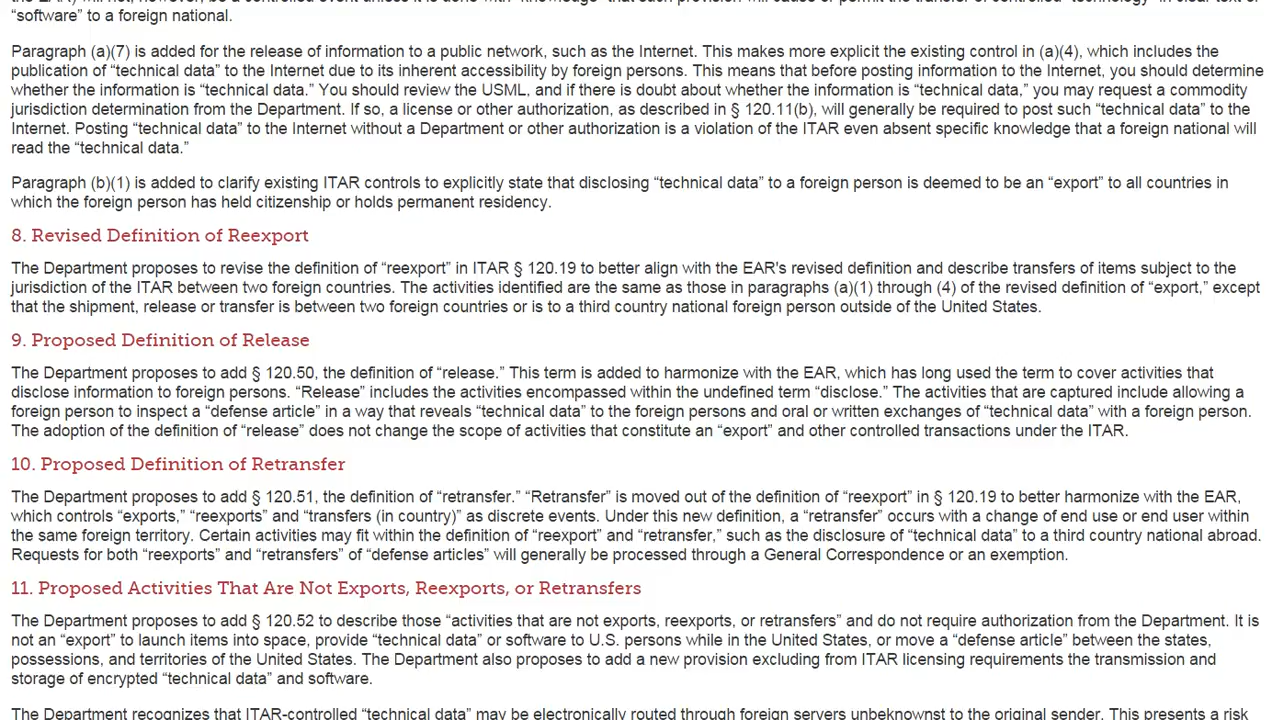 “software” to a foreign national.
Paragraph (a)(7) is added for the release of information to a public network, such as the Internet. This makes more explicit the existing control in (a)(4), which includes the
publication of “technical data” to the Internet due to its inherent accessibility by foreign persons. This means that before posting information to the Internet, you should determine
whether the information is “technical data.” You should review the USML, and if there is doubt about whether the information is “technical data,” you may request a commodity
jurisdiction determination from the Department. If so, a license or other authorization, as described in § 120.11(b), will generally be required to post such “technical data” to the
Internet. Posting “technical data” to the Internet without a Department or other authorization is a violation of the ITAR even absent specific knowledge that a foreign national will
read the “technical data.”
Paragraph (b)(1) is added to clarify existing ITAR controls to explicitly state that disclosing “technical data” to a foreign person is deemed to be an “export” to all countries in
which the foreign person has held citizenship or holds permanent residency.
8. Revised Definition of Reexport
The Department proposes to revise the definition of “reexport” in ITAR § 120.19 to better align with the EAR's revised definition and describe transfers of items subject to the
jurisdiction of the ITAR between two foreign countries. The activities identified are the same as those in paragraphs (a)(1) through (4) of the revised definition of “export,” except
that the shipment, release or transfer is between two foreign countries or is to a third country national foreign person outside of the United States.
9. Proposed Definition of Release
The Department proposes to add § 120.50, the definition of “release.” This term is added to harmonize with the EAR, which has long used the term to cover activities that
disclose information to foreign persons. “Release” includes the activities encompassed within the undefined term “disclose.” The activities that are captured include allowing a
foreign person to inspect a “defense article” in a way that reveals “technical data” to the foreign persons and oral or written exchanges of “technical data” with a foreign person.
The adoption of the definition of “release” does not change the scope of activities that constitute an “export” and other controlled transactions under the ITAR.
10. Proposed Definition of Retransfer
The Department proposes to add § 120.51, the definition of “retransfer.” “Retransfer” is moved out of the definition of “reexport” in § 120.19 to better harmonize with the EAR,
which controls “exports,” “reexports” and “transfers (in country)” as discrete events. Under this new definition, a “retransfer” occurs with a change of end use or end user within
the same foreign territory. Certain activities may fit within the definition of “reexport” and “retransfer,” such as the disclosure of “technical data” to a third country national abroad.
Requests for both “reexports” and “retransfers” of “defense articles” will generally be processed through a General Correspondence or an exemption.
11. Proposed Activities That Are Not Exports, Reexports, or Retransfers
The Department proposes to add § 120.52 to describe those “activities that are not exports, reexports, or retransfers” and do not require authorization from the Department. It is
not an “export” to launch items into space, provide “technical data” or software to U.S. persons while in the United States, or move a “defense article” between the states,
possessions, and territories of the United States. The Department also proposes to add a new provision excluding from ITAR licensing requirements the transmission and
storage of encrypted “technical data” and software.
The Department recognizes that ITAR-controlled “technical data” may be electronically routed through foreign servers unbeknownst to the original sender. This presents a risk